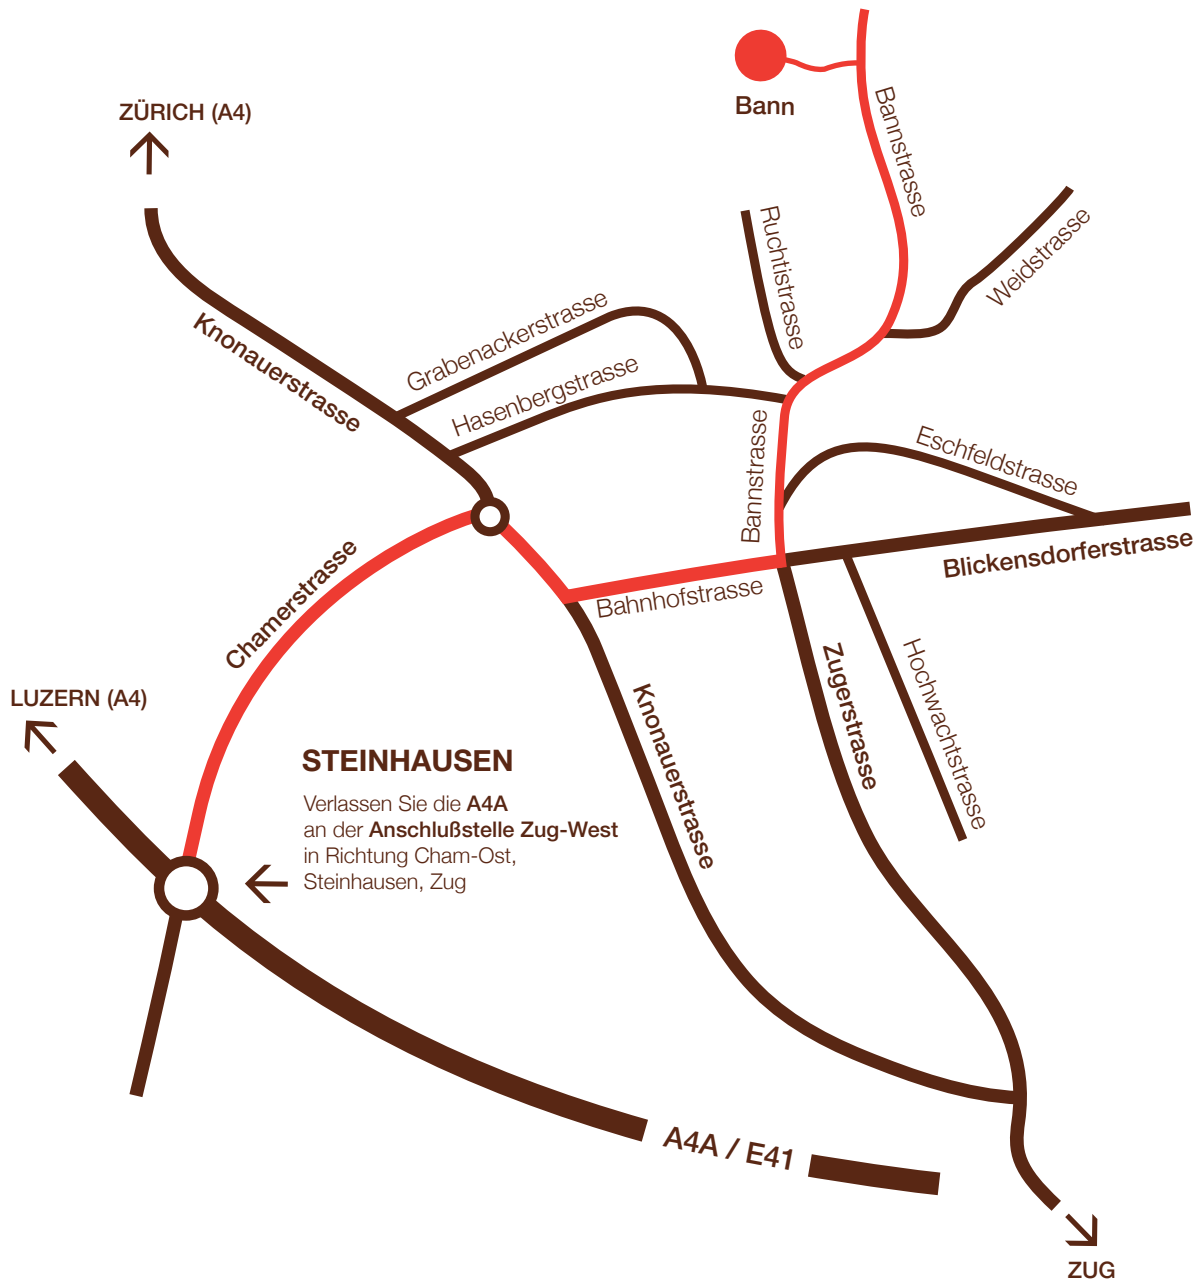 Bann
ZÜRICH (A4)
Bannstrasse
Ruchtistrasse
Weidstrasse
Grabenackerstrasse
Knonauerstrasse
Hasenbergstrasse
Bannstrasse
Eschfeldstrasse
Blickensdorferstrasse
Chamerstrasse
Bahnhofstrasse
Zugerstrasse
Hochwachtstrasse
Knonauerstrasse
LUZERN (A4)
STEINHAUSEN
Verlassen Sie die A4A
an der Anschlußstelle Zug-West
in Richtung Cham-Ost,
Steinhausen, Zug
A4A / E41
ZUG